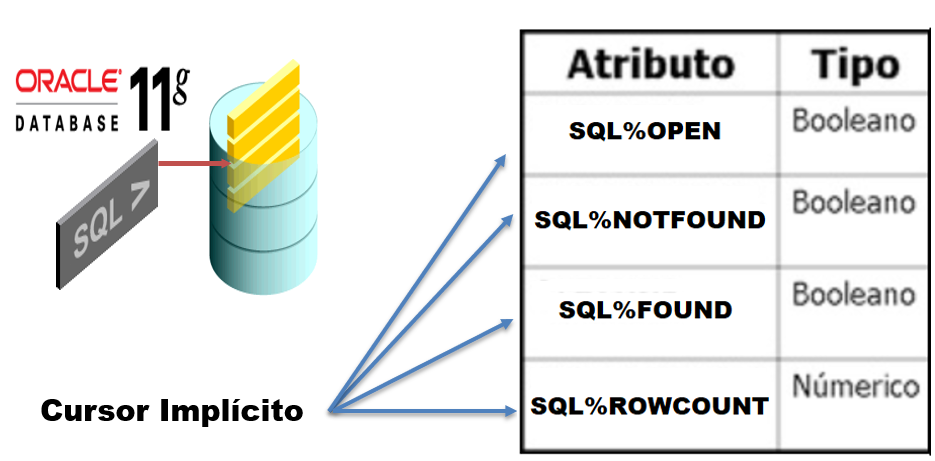 ORACLE
DATABASE
11g
SQL >
Cursor Implícito
Atributo Tipo
SQL%OPEN Booleano
SQL%NOTFOUND Booleano
SQL%FOUND Booleano
SQL%ROWCOUNT Númerico